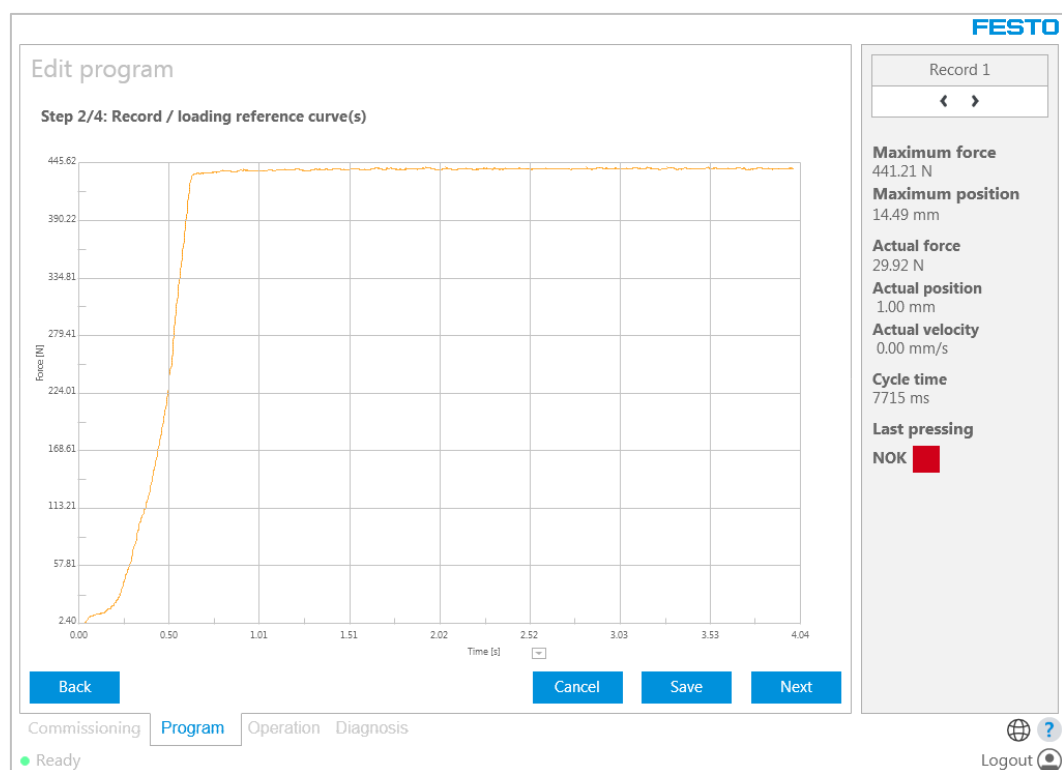 FESTO
Edit program
Step 2/4: Record / loading reference curve(s)
445.62
390.22
334.81
279.41
224.01
168.61
113.21
57.81
2.40
Force [N]
0.00 0.50 1.01 1.51 2.02 2.52 3.03 3.53 4.04
Time [s]
Back Cancel Save Next
Record 1
Maximum force
441.21 N
Maximum position
14.49 mm
Actual force
29.92 N
Actual position
1.00 mm
Actual velocity
0.00 mm/s
Cycle time
7715 ms
Last pressing
NOK
Commissioning Program Operation Diagnosis
?
Ready
Logout